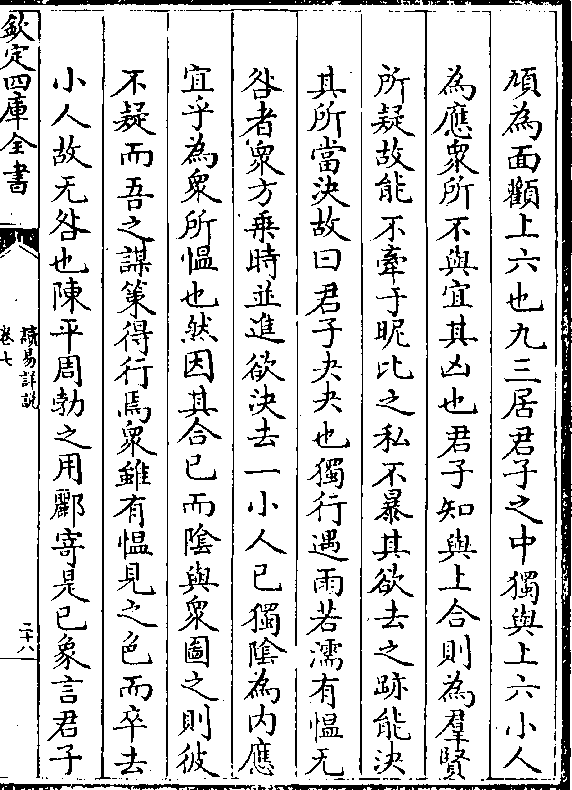 頄為面顴上六也九三居君子之中獨與上六小人
為應衆所不與宜其凶也君子知與上合則為羣賢
所疑故能不牽于昵比之私不暴其欲去之跡能決
其所當決故曰君子夬夬也獨行遇雨若濡有愠无
咎者衆方乗時並進欲決去一小人已獨隂為内應
宜乎為衆所愠也然因其合已而隂與衆圖之則彼
不疑而吾之謀策得行焉衆雖有愠見之色而卒去
小人故无咎也陳平周勃之用酈寄是已象言君子
欽定四庫全書
讀易詳説
卷七
二十八